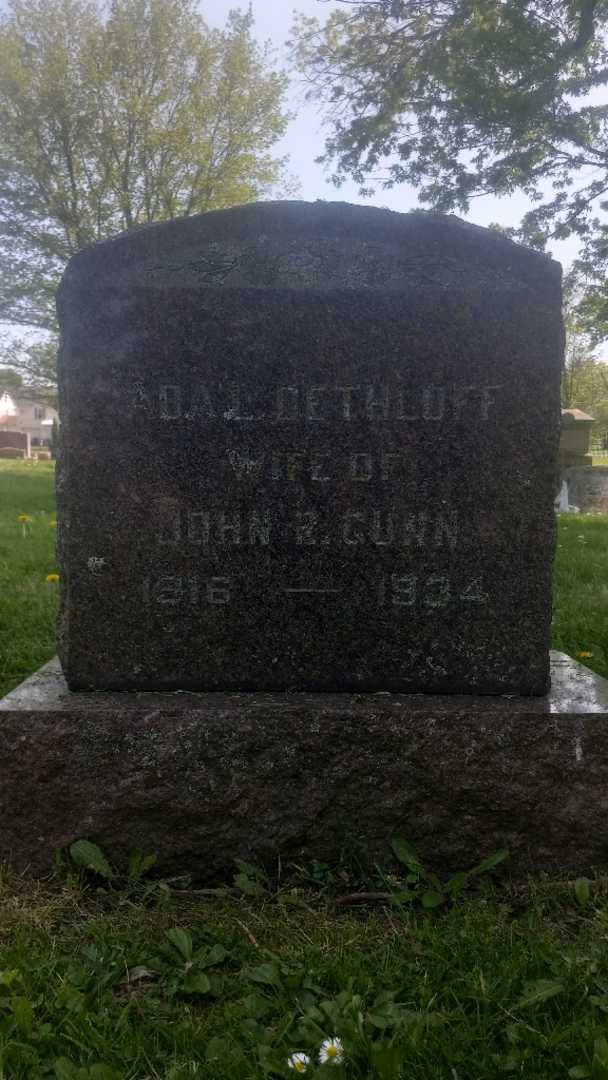 ADA L. DETHLOFF
WIFE OF
JOHN R. GUNN
1916 — 1934